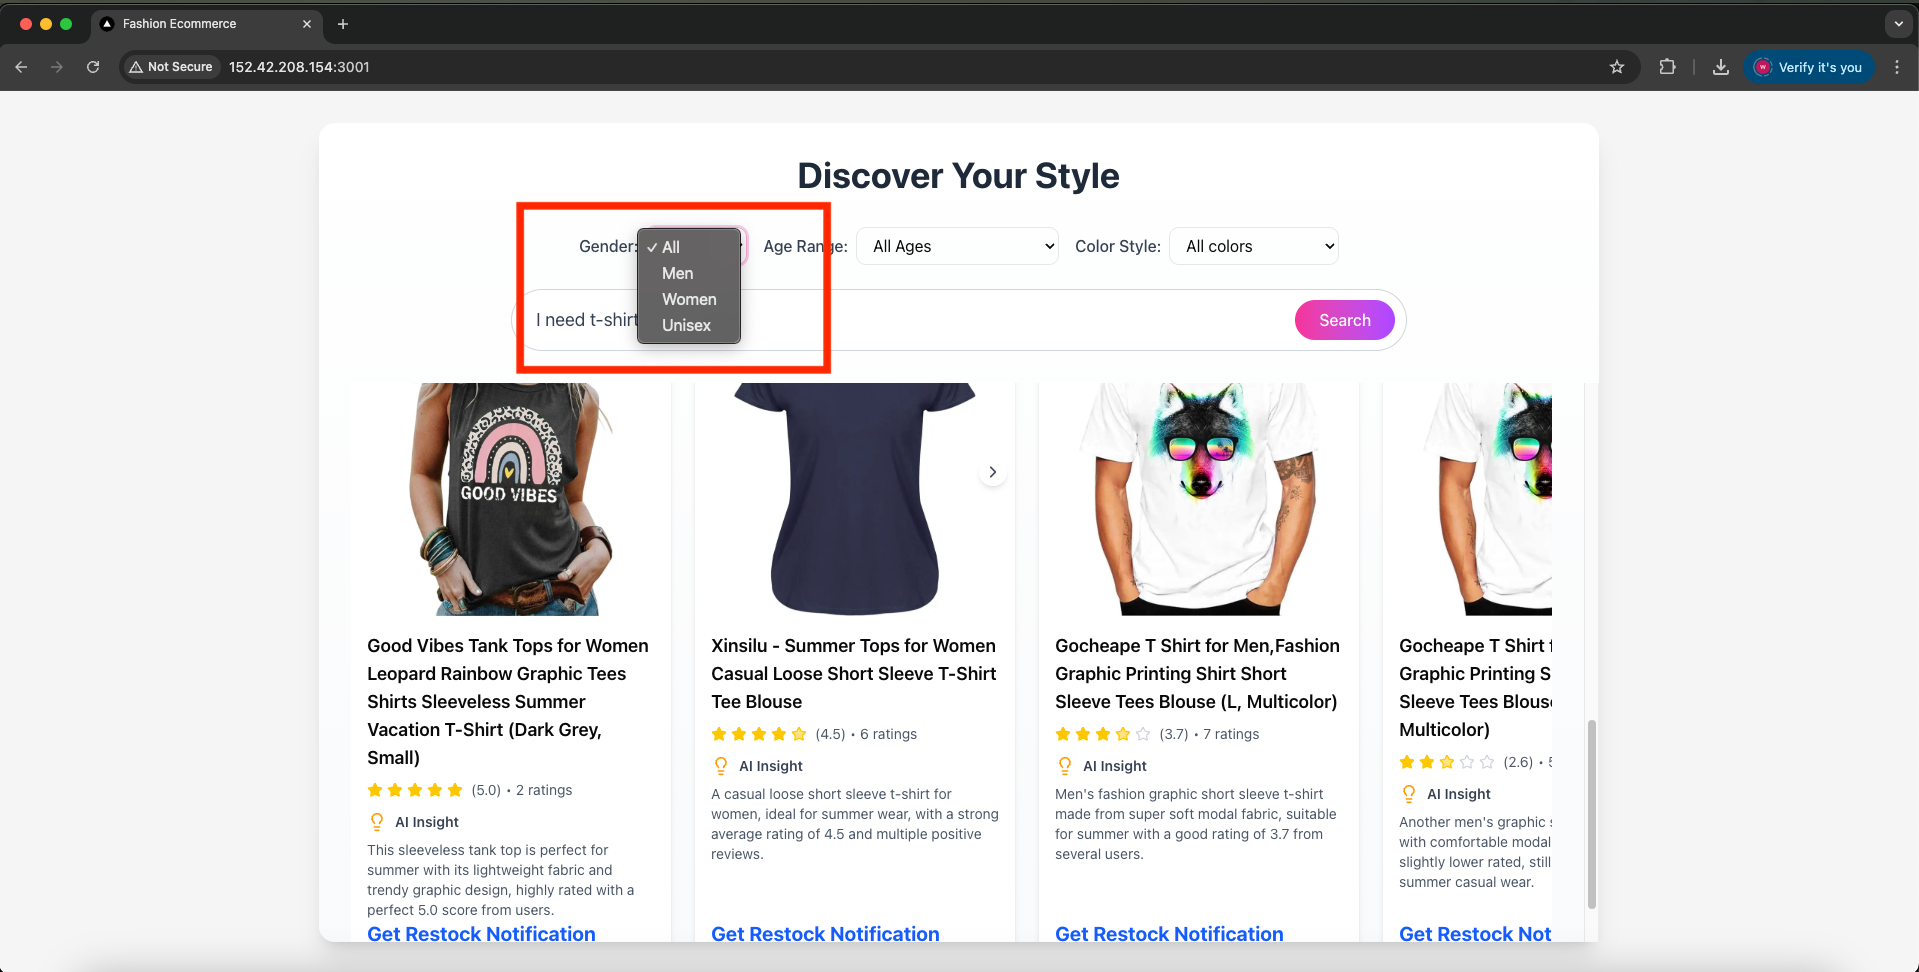 Fashion Ecommerce
Not Secure 152.42.208.154:3001
Verify it's you
Discover Your Style
Gender: All
Men
Women
Unisex
Age Range: All Ages
Color Style: All colors
I need t-shirt
Search
GOOD VIBES
Good Vibes Tank Tops for Women
Leopard Rainbow Graphic Tees
Shirts Sleeveless Summer
Vacation T-Shirt (Dark Grey,
Small)
(5.0) • 2 ratings
AI Insight
This sleeveless tank top is perfect for
summer with its lightweight fabric and
trendy graphic design, highly rated with a
perfect 5.0 score from users.
Get Restock Notification
Xinsilu - Summer Tops for Women
Casual Loose Short Sleeve T-Shirt
Tee Blouse
(4.5) • 6 ratings
AI Insight
A casual loose short sleeve t-shirt for
women, ideal for summer wear, with a strong
average rating of 4.5 and multiple positive
reviews.
Get Restock Notification
Gocheape T Shirt for Men,Fashion
Graphic Printing Shirt Short
Sleeve Tees Blouse (L, Multicolor)
(3.7) • 7 ratings
AI Insight
Men's fashion graphic short sleeve t-shirt
made from super soft modal fabric, suitable
for summer with a good rating of 3.7 from
several users.
Get Restock Notification
Gocheape T Shirt
Graphic Printing S
Sleeve Tees Blous
Multicolor)
(2.6) •
AI Insight
Another men's graphic
with comfortable modal
slightly lower rated, still
summer casual wear.
Get Restock Not